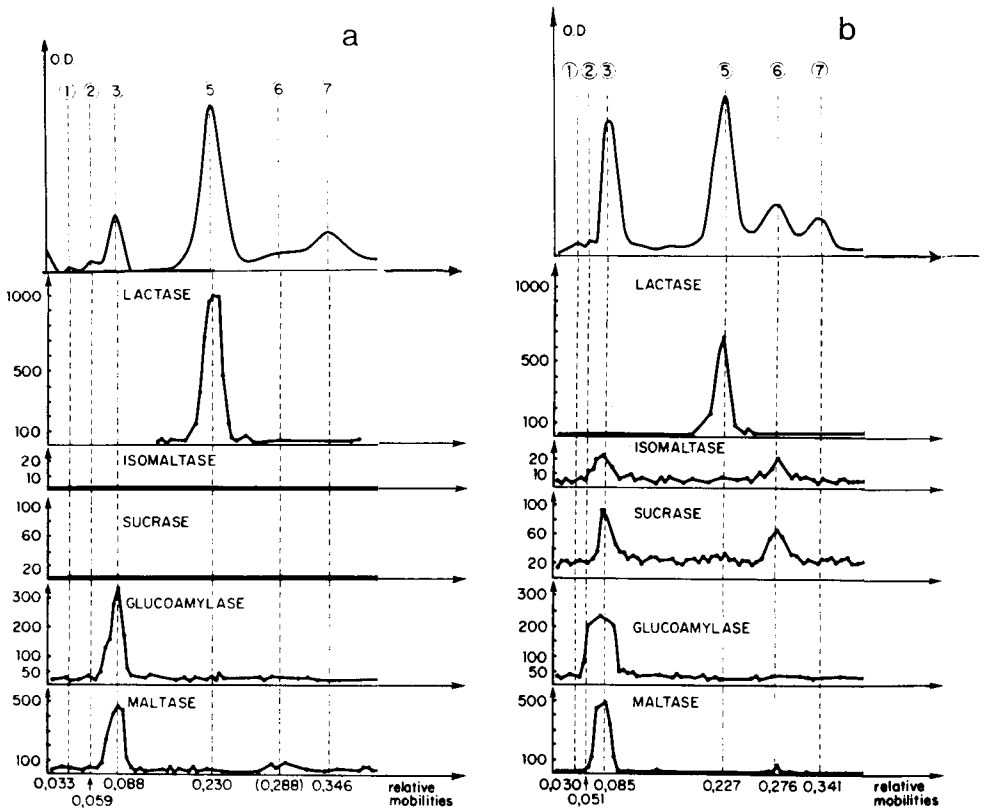 a
O.D
1 2 3 5 6 7
1000
LACTASE
500
100
20
ISOMALTASE
10
100
SUCRASE
60
20
300
GLUCOAMYLASE
200
100
50
500
MALTASE
100
0,033 0,088 0,230 (0,288) 0,346 relative
0,059 mobilities
b
O.D
1 2 3 5 6 7
1000
LACTASE
500
100
ISOMALTASE
20
10
100
SUCRASE
60
20
300
200
GLUCOAMYLASE
100
50
500
MALTASE
100
0,030 0,085 0,227 0,276 0,341 relative
0,051 mobilities